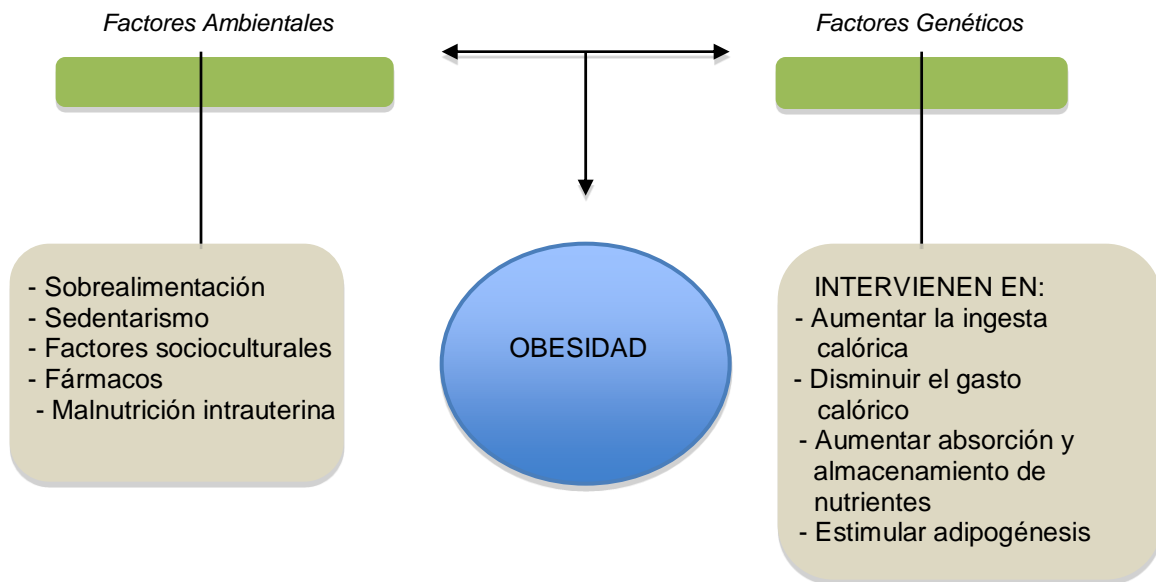 Factores Ambientales
Factores Genéticos
- Sobrealimentación
- Sedentarismo
- Factores socioculturales
- Fármacos
- Malnutrición intrauterina
OBESIDAD
INTERVIENEN EN:
- Aumentar la ingesta
calórica
- Disminuir el gasto
calórico
- Aumentar absorción y
almacenamiento de
nutrientes
- Estimular adipogénesis